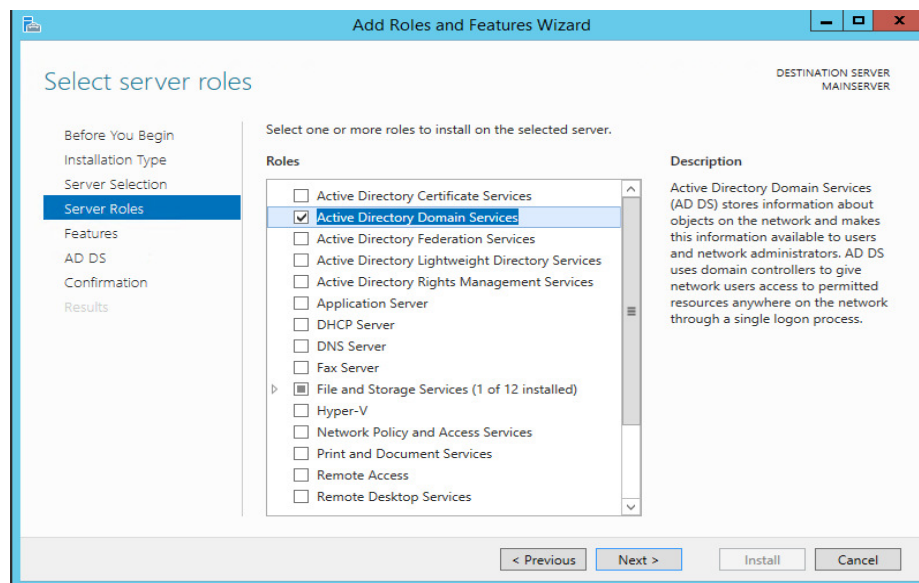 Add Roles and Features Wizard
Select server roles
DESTINATION SERVER
MAINSERVER
Before You Begin
Installation Type
Server Selection
Server Roles
Features
AD DS
Confirmation
Results
Select one or more roles to install on the selected server.
Roles
Active Directory Certificate Services
Active Directory Domain Services
Active Directory Federation Services
Active Directory Lightweight Directory Services
Active Directory Rights Management Services
Application Server
DHCP Server
DNS Server
Fax Server
File and Storage Services (1 of 12 installed)
Hyper-V
Network Policy and Access Services
Print and Document Services
Remote Access
Remote Desktop Services
Description
Active Directory Domain Services
(AD DS) stores information about
objects on the network and makes
this information available to users
and network administrators. AD DS
uses domain controllers to give
network users access to permitted
resources anywhere on the network
through a single logon process.
< Previous
Next >
Install
Cancel